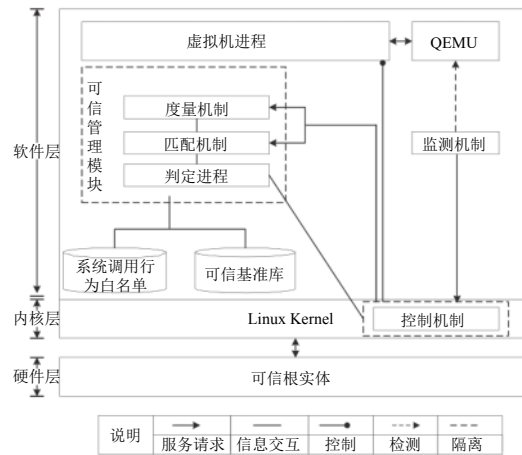 虚拟机进程
QEMU
可信管理模块
度量机制
匹配机制
判定进程
监测机制
软件层
系统调用行
为白名单
可信基准库
内核层
Linux Kernel
控制机制
硬件层
可信根实体
说明
服务请求
信息交互
控制
检测
隔离